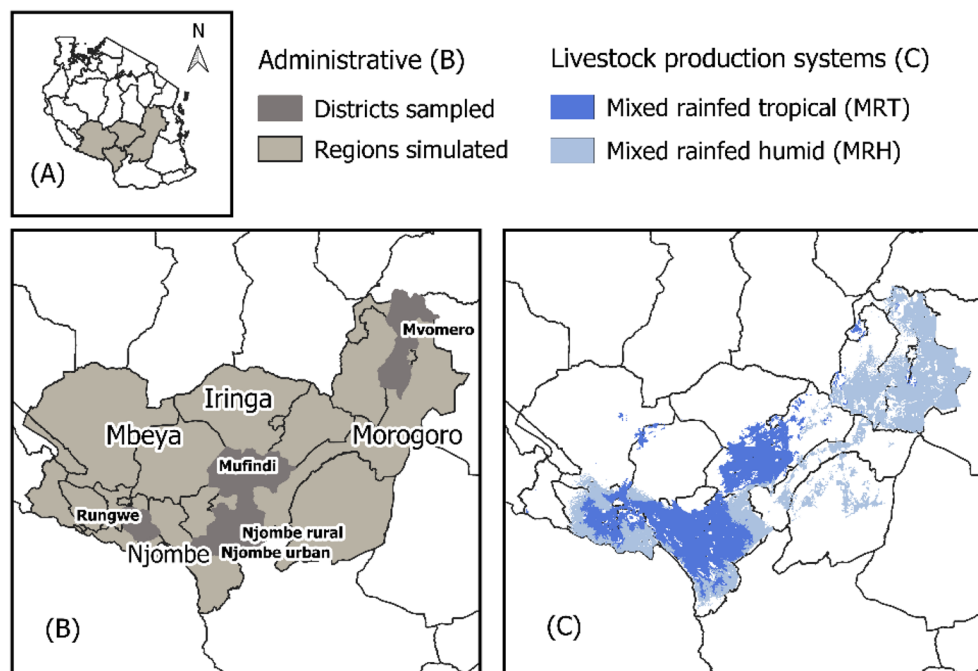 N
(A)
Administrative (B)
Districts sampled
Regions simulated
Livestock production systems (C)
Mixed rainfed tropical (MRT)
Mixed rainfed humid (MRH)
Mvomero
Iringa
Mbeya
Morogoro
Mufindi
Rungwe
Njombe rural
Njombe
Njombe urban
(B)
(C)